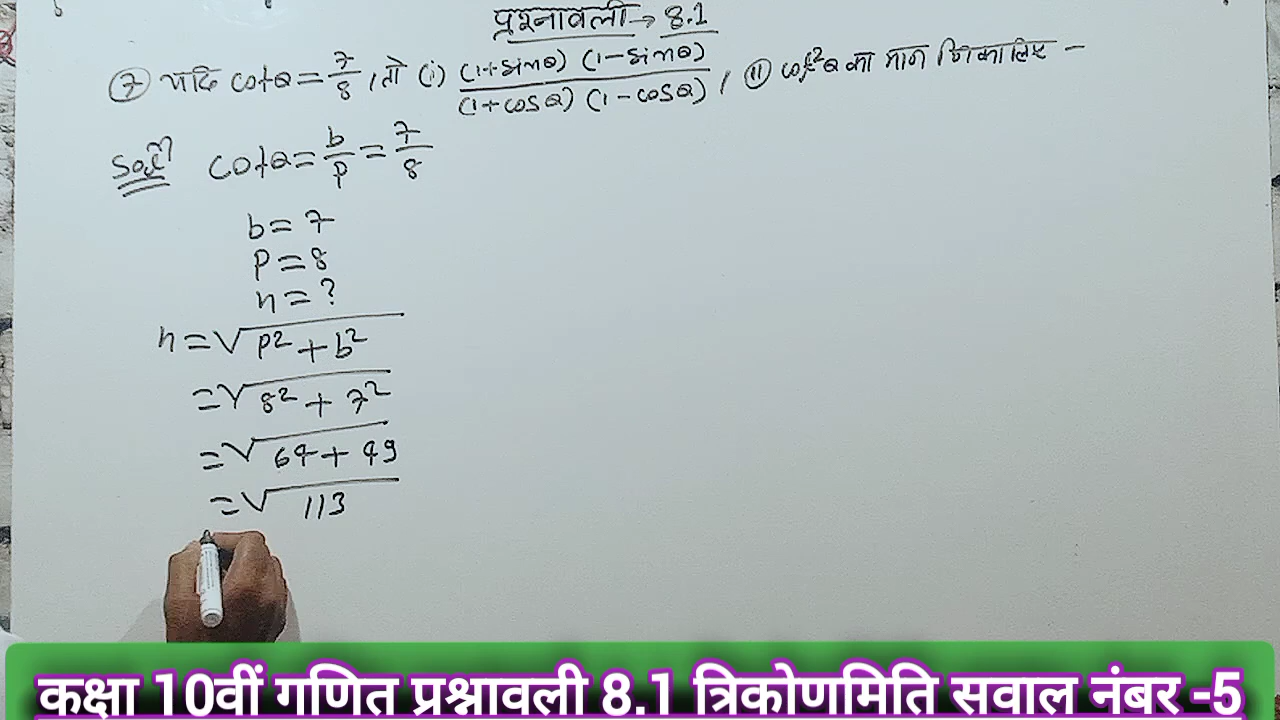 प्रश्नावली → 8.1
⑦ यदि cotθ = 7/8, तो (i) (1+sinθ) (1-sinθ) / (1+cosθ) (1-cosθ), (ii) cot²θ का मान निकालिए -
Solⁿ cotθ = b/p = 7/8
b = 7
P = 8
h = ?
h = √P² + b²
= √8² + 7²
= √64 + 49
= √113
कक्षा 10वीं गणित प्रश्नावली 8.1 त्रिकोणमिति सवाल नंबर -5